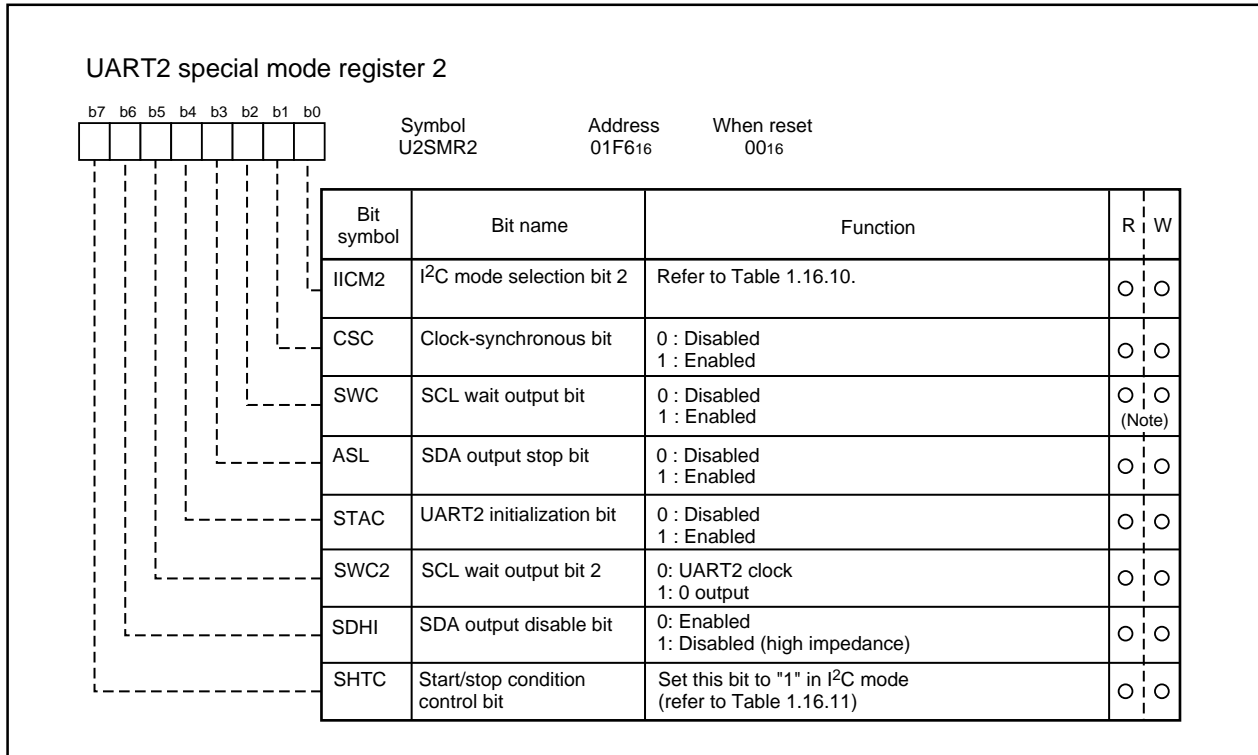 UART2 special mode register 2
b7 b6 b5 b4 b3 b2 b1 b0
Symbol Address When reset
U2SMR2 01F616 0016
Bit symbol Bit name Function R W
IICM2 I2C mode selection bit 2 Refer to Table 1.16.10.
CSC Clock-synchronous bit 0 : Disabled
1 : Enabled
SWC SCL wait output bit 0 : Disabled
1 : Enabled
(Note)
ASL SDA output stop bit 0 : Disabled
1 : Enabled
STAC UART2 initialization bit 0 : Disabled
1 : Enabled
SWC2 SCL wait output bit 2 0: UART2 clock
1: 0 output
SDHI SDA output disable bit 0: Enabled
1: Disabled (high impedance)
SHTC Start/stop condition Set this bit to "1" in I2C mode
control bit (refer to Table 1.16.11)